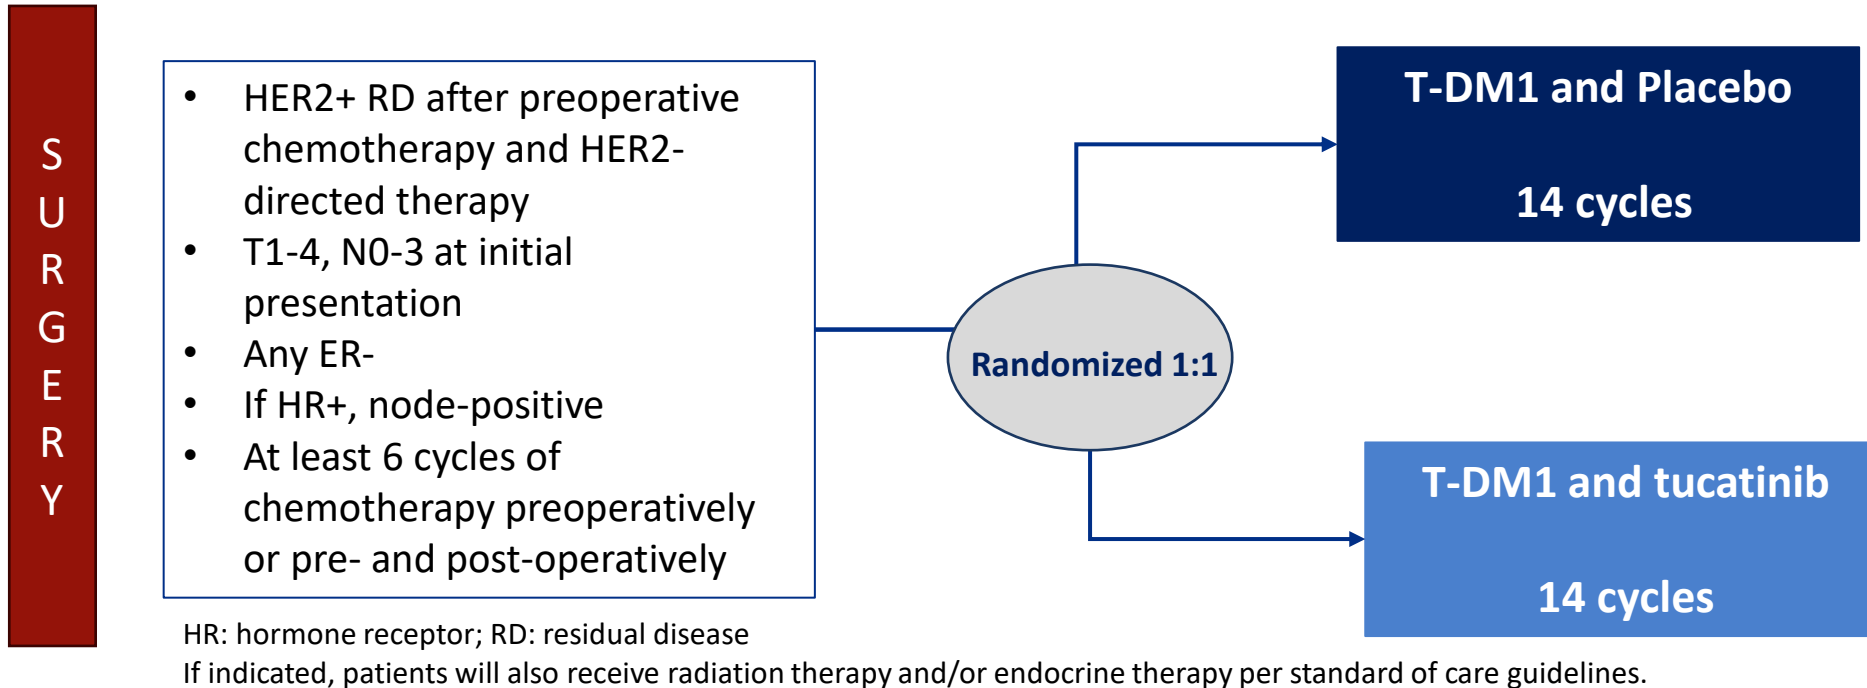 SURGERY
• HER2+ RD after preoperative
chemotherapy and HER2-
directed therapy
• T1-4, N0-3 at initial
presentation
• Any ER-
• If HR+, node-positive
• At least 6 cycles of
chemotherapy preoperatively
or pre- and post-operatively
Randomized 1:1
T-DM1 and Placebo
14 cycles
T-DM1 and tucatinib
14 cycles
HR: hormone receptor; RD: residual disease
If indicated, patients will also receive radiation therapy and/or endocrine therapy per standard of care guidelines.